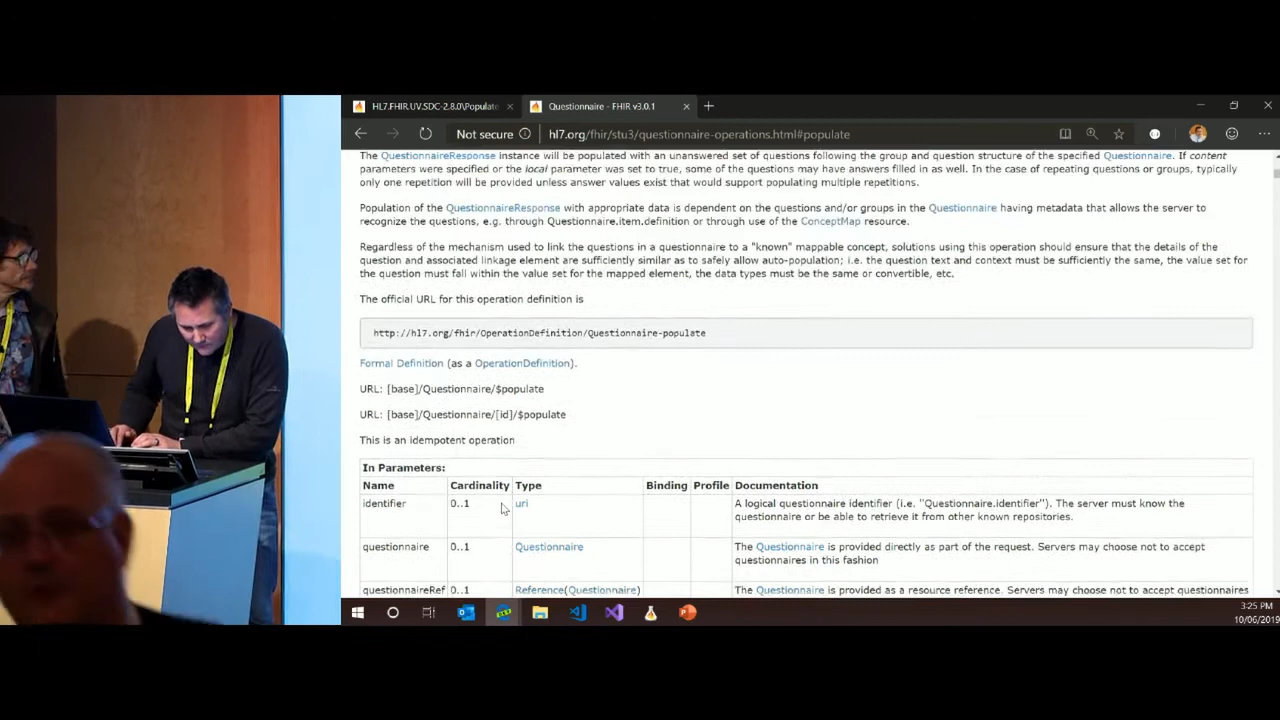 HL7.FHIR.UV.SDC-2.8.0\Populate
Questionnaire - FHIR v3.0.1
Not secure hl7.org/fhir/stu3/questionnaire-operations.html#populate
The QuestionnaireResponse instance will be populated with an unanswered set of questions following the group and question structure of the specified Questionnaire. If content
parameters were specified or the local parameter was set to true, some of the questions may have answers filled in as well. In the case of repeating questions or groups, typically
only one repetition will be provided unless answer values exist that would support populating multiple repetitions.
Population of the QuestionnaireResponse with appropriate data is dependent on the questions and/or groups in the Questionnaire having metadata that allows the server to
recognize the questions, e.g. through Questionnaire.item.definition or through use of the ConceptMap resource.
Regardless of the mechanism used to link the questions in a questionnaire to a "known" mappable concept, solutions using this operation should ensure that the details of the
question and associated linkage element are sufficiently similar as to safely allow auto-population; i.e. the question text and context must be sufficiently the same, the value set for
the question must fall within the value set for the mapped element, the data types must be the same or convertible, etc.
The official URL for this operation definition is
http://hl7.org/fhir/OperationDefinition/Questionnaire-populate
Formal Definition (as a OperationDefinition).
URL: [base]/Questionnaire/$populate
URL: [base]/Questionnaire/[id]/$populate
This is an idempotent operation
In Parameters:
Name Cardinality Type Binding Profile Documentation
identifier 0..1 uri A logical questionnaire identifier (i.e. "Questionnaire.identifier"). The server must know the
questionnaire or be able to retrieve it from other known repositories.
questionnaire 0..1 Questionnaire The Questionnaire is provided directly as part of the request. Servers may choose not to accept
questionnaires in this fashion
questionnaireRef 0..1 Reference(Questionnaire) The Questionnaire is provided as a resource reference. Servers may choose not to accept questionnaires
3:25 PM
10/06/2019